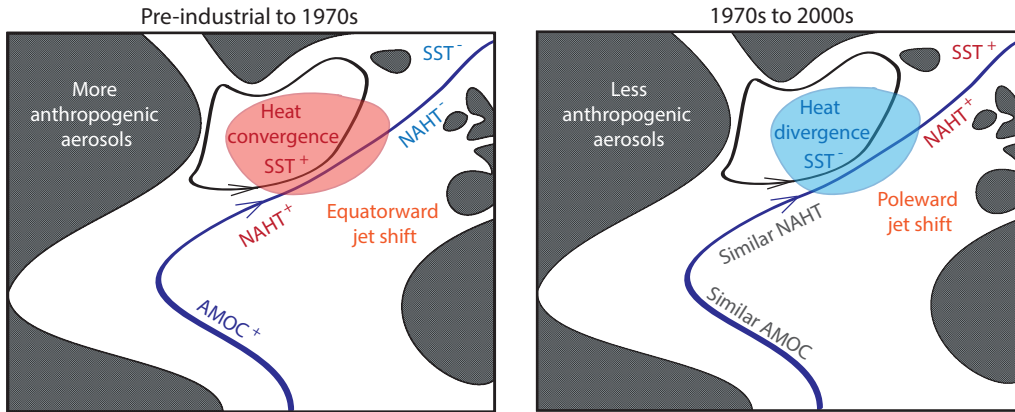 Pre-industrial to 1970s
More
anthropogenic
aerosols
SST⁻
Heat
convergence
SST⁺
NAHT⁻
NAHT⁺
Equatorward
jet shift
AMOC⁺
1970s to 2000s
Less
anthropogenic
aerosols
SST⁺
Heat
divergence
SST⁻
NAHT⁺
Similar NAHT
Poleward
jet shift
Similar AMOC